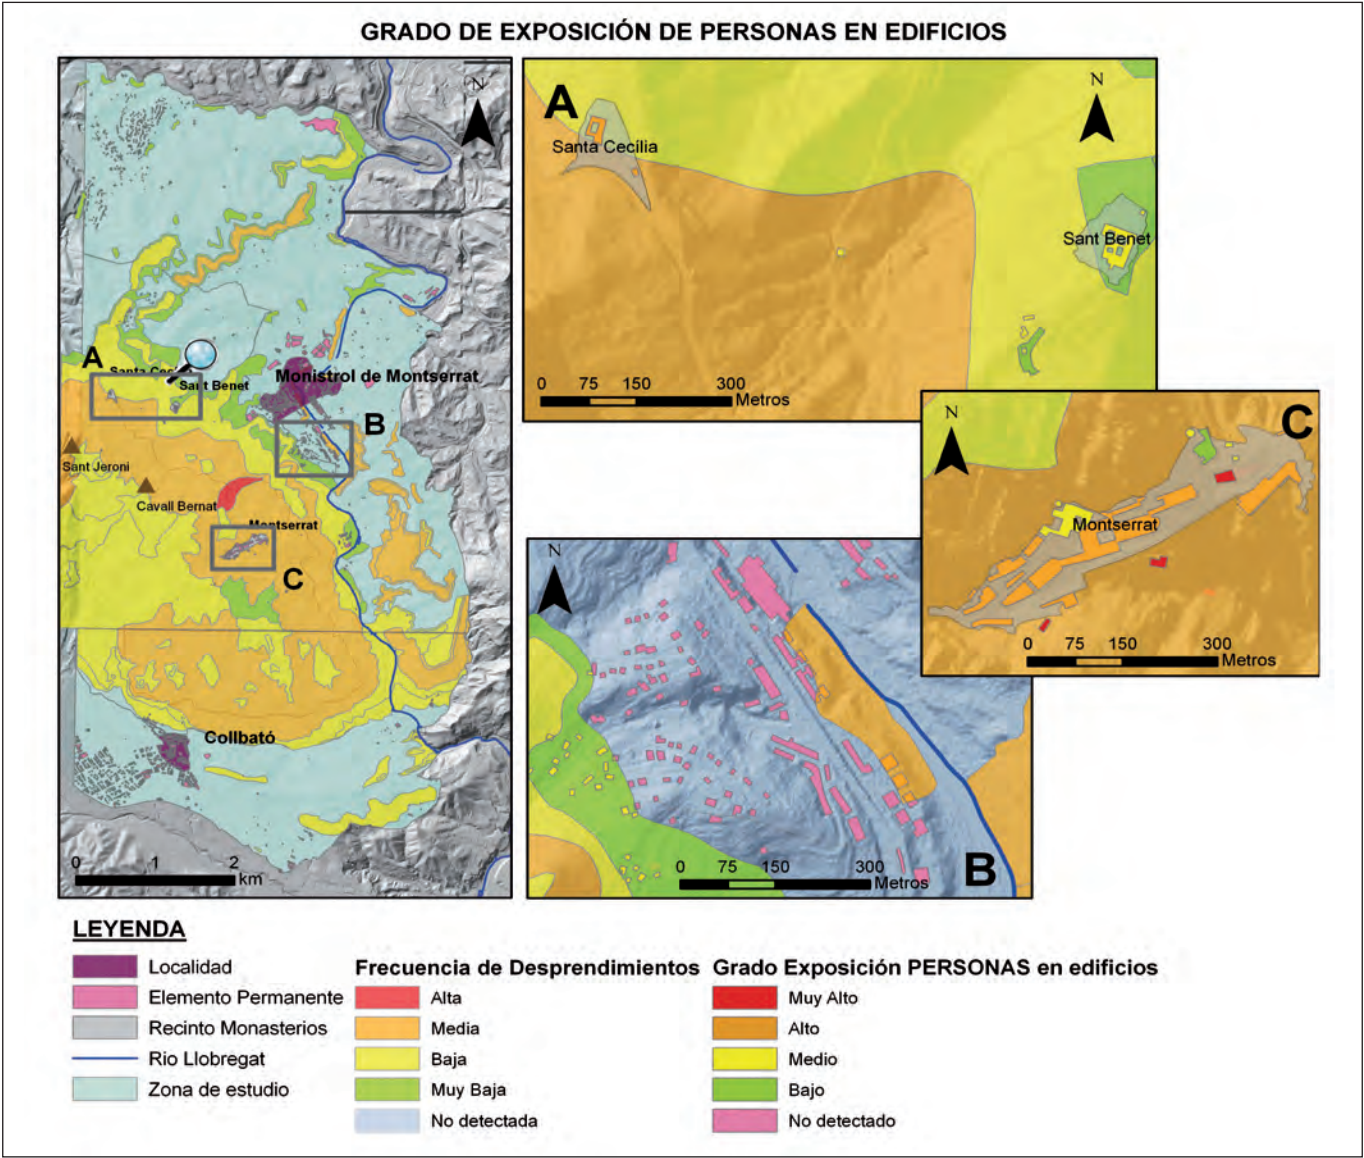 GRADO DE EXPOSICIÓN DE PERSONAS EN EDIFICIOS
N
A
Sant Benet
Monistrol de Montserrat
B
Sant Jeroni
Cavall Bernat
Montserrat
C
Collbató
0 1 2
km
A
N
Santa Cecilia
Sant Benet
0 75 150 300
Metros
N
C
Montserrat
0 75 150 300
Metros
N
0 75 150 300
Metros
B
LEYENDA
Localidad
Elemento Permanente
Recinto Monasterios
Rio Llobregat
Zona de estudio
Frecuencia de Desprendimientos
Alta
Media
Baja
Muy Baja
No detectada
Grado Exposición PERSONAS en edificios
Muy Alto
Alto
Medio
Bajo
No detectado